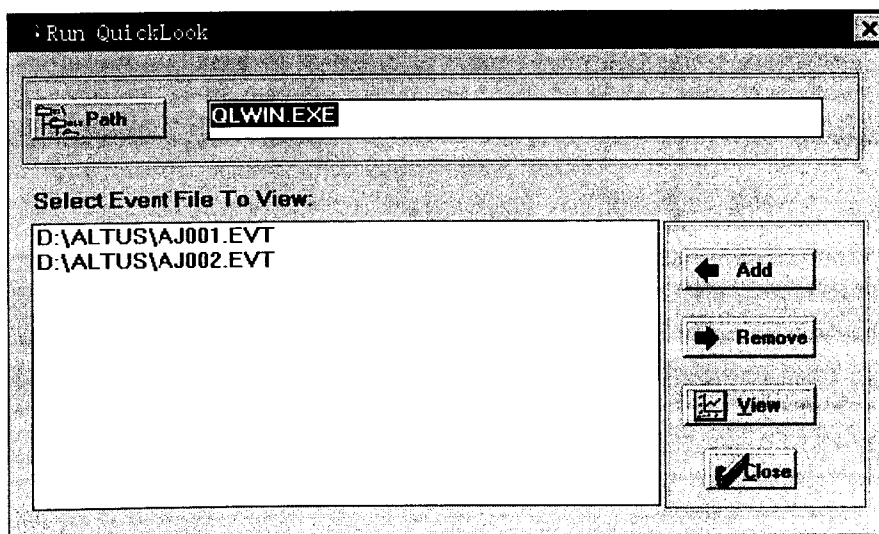 Run QuickLook
Path
QLWIN.EXE
Select Event File To View:
D:\ALTUS\AJ001.EVT
D:\ALTUS\AJ002.EVT
Add
Remove
View
Close